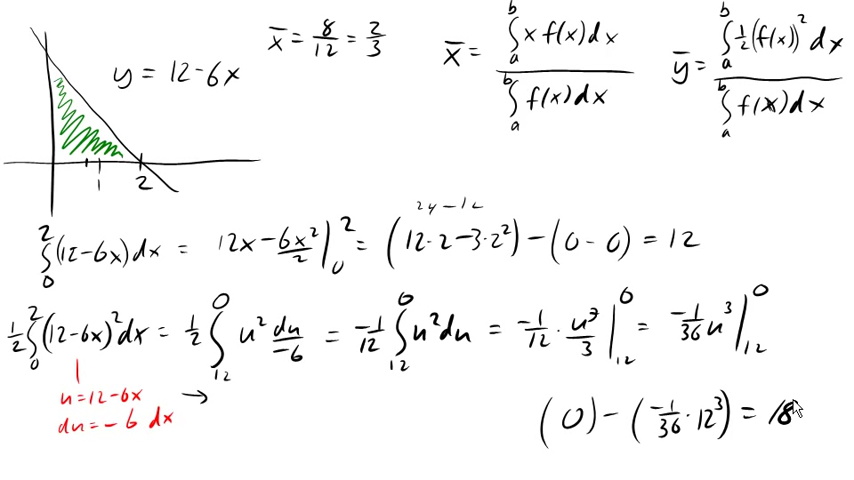 x̄ = 8/12 = 2/3
x̄ = ∫_a^b x f(x) dx / ∫_a^b f(x) dx
ȳ = ∫_a^b 1/2 (f(x))² dx / ∫_a^b f(x) dx
y = 12 - 6x
1 2
24 - 12
∫_0^2 (12 - 6x) dx = 12x - 6x²/2 |_0^2 = (12·2 - 3·2²) - (0 - 0) = 12
1/2 ∫_0^2 (12 - 6x)² dx = 1/2 ∫_12^0 u² du/-6 = -1/12 ∫_12^0 u² du = -1/12 · u³/3 |_12^0 = -1/36 u³ |_12^0
u = 12 - 6x →
du = -6 dx
(0) - (-1/36 · 12³) = 18